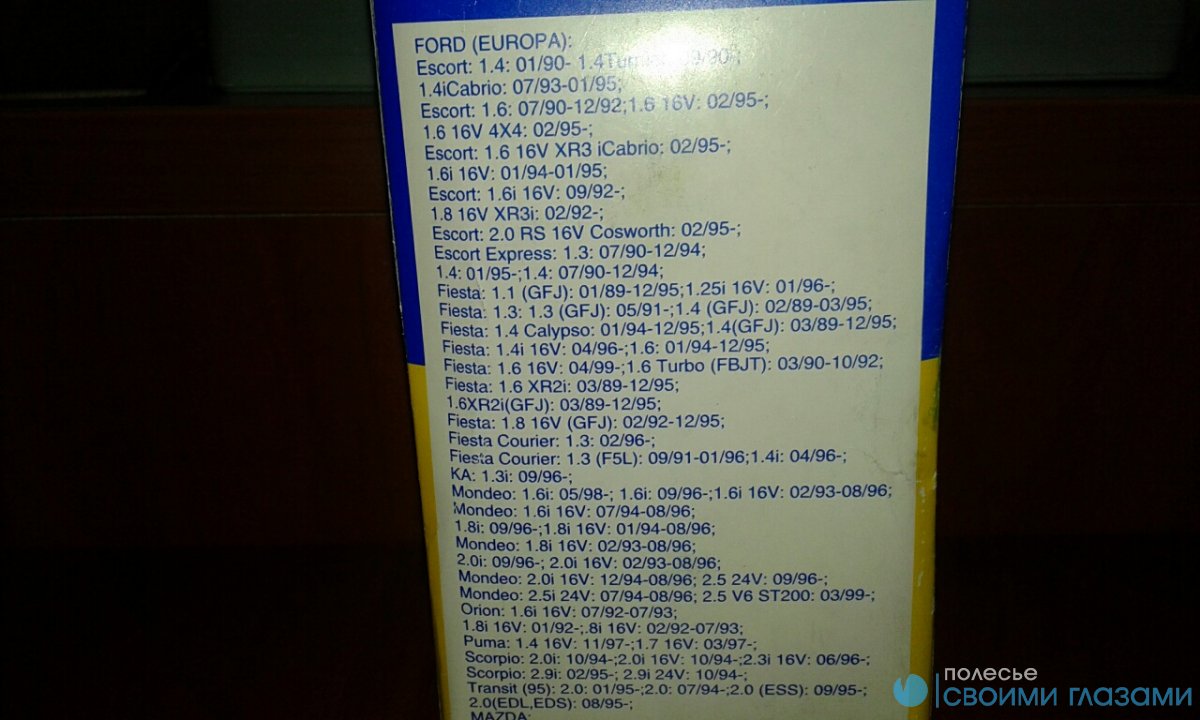 FORD (EUROPA):
Escort: 1.4: 01/90- 1.4Turnier: 09/90-;
1.4iCabrio: 07/93-01/95;
Escort: 1.6: 07/90-12/92;1.6 16V: 02/95-;
1.6 16V 4X4: 02/95-;
Escort: 1.6 16V XR3 iCabrio: 02/95-;
1.6i 16V: 01/94-01/95;
Escort: 1.6i 16V: 09/92-;
1.8 16V XR3i: 02/92-;
Escort: 2.0 RS 16V Cosworth: 02/95-;
Escort Express: 1.3: 07/90-12/94;
1.4: 01/95-;1.4: 07/90-12/94;
Fiesta: 1.1 (GFJ): 01/89-12/95;1.25i 16V: 01/96-;
Fiesta: 1.3: 1.3 (GFJ): 05/91-;1.4 (GFJ): 02/89-03/95;
Fiesta: 1.4 Calypso: 01/94-12/95;1.4(GFJ): 03/89-12/95;
Fiesta: 1.4i 16V: 04/96-;1.6: 01/94-12/95;
Fiesta: 1.6 16V: 04/99-;1.6 Turbo (FBJT): 03/90-10/92;
Fiesta: 1.6 XR2i: 03/89-12/95;
1.6XR2i(GFJ): 03/89-12/95;
Fiesta: 1.8 16V (GFJ): 02/92-12/95;
Fiesta Courier: 1.3: 02/96-;
Fiesta Courier: 1.3 (F5L): 09/91-01/96;1.4i: 04/96-;
KA: 1.3i: 09/96-;
Mondeo: 1.6i: 05/98-; 1.6i: 09/96-;1.6i 16V: 02/93-08/96;
Mondeo: 1.6i 16V: 07/94-08/96;
1.8i: 09/96-;1.8i 16V: 01/94-08/96;
Mondeo: 1.8i 16V: 02/93-08/96;
2.0i: 09/96-; 2.0i 16V: 02/93-08/96;
Mondeo: 2.0i 16V: 12/94-08/96; 2.5 24V: 09/96-;
Mondeo: 2.5i 24V: 07/94-08/96; 2.5 V6 ST200: 03/99-;
Orion: 1.6i 16V: 07/92-07/93;
1.8i 16V: 01/92-;.8i 16V: 02/92-07/93;
Puma: 1.4 16V: 11/97-;1.7 16V: 03/97-;
Scorpio: 2.0i: 10/94-;2.0i 16V: 10/94-;2.3i 16V: 06/96-;
Scorpio: 2.9i: 02/95-; 2.9i 24V: 10/94-;
Transit (95): 2.0: 01/95-;2.0: 07/94-;2.0 (ESS): 09/95-;
2.0(EDL,EDS): 08/95-;
MAZDA:
полесье
своими глазами